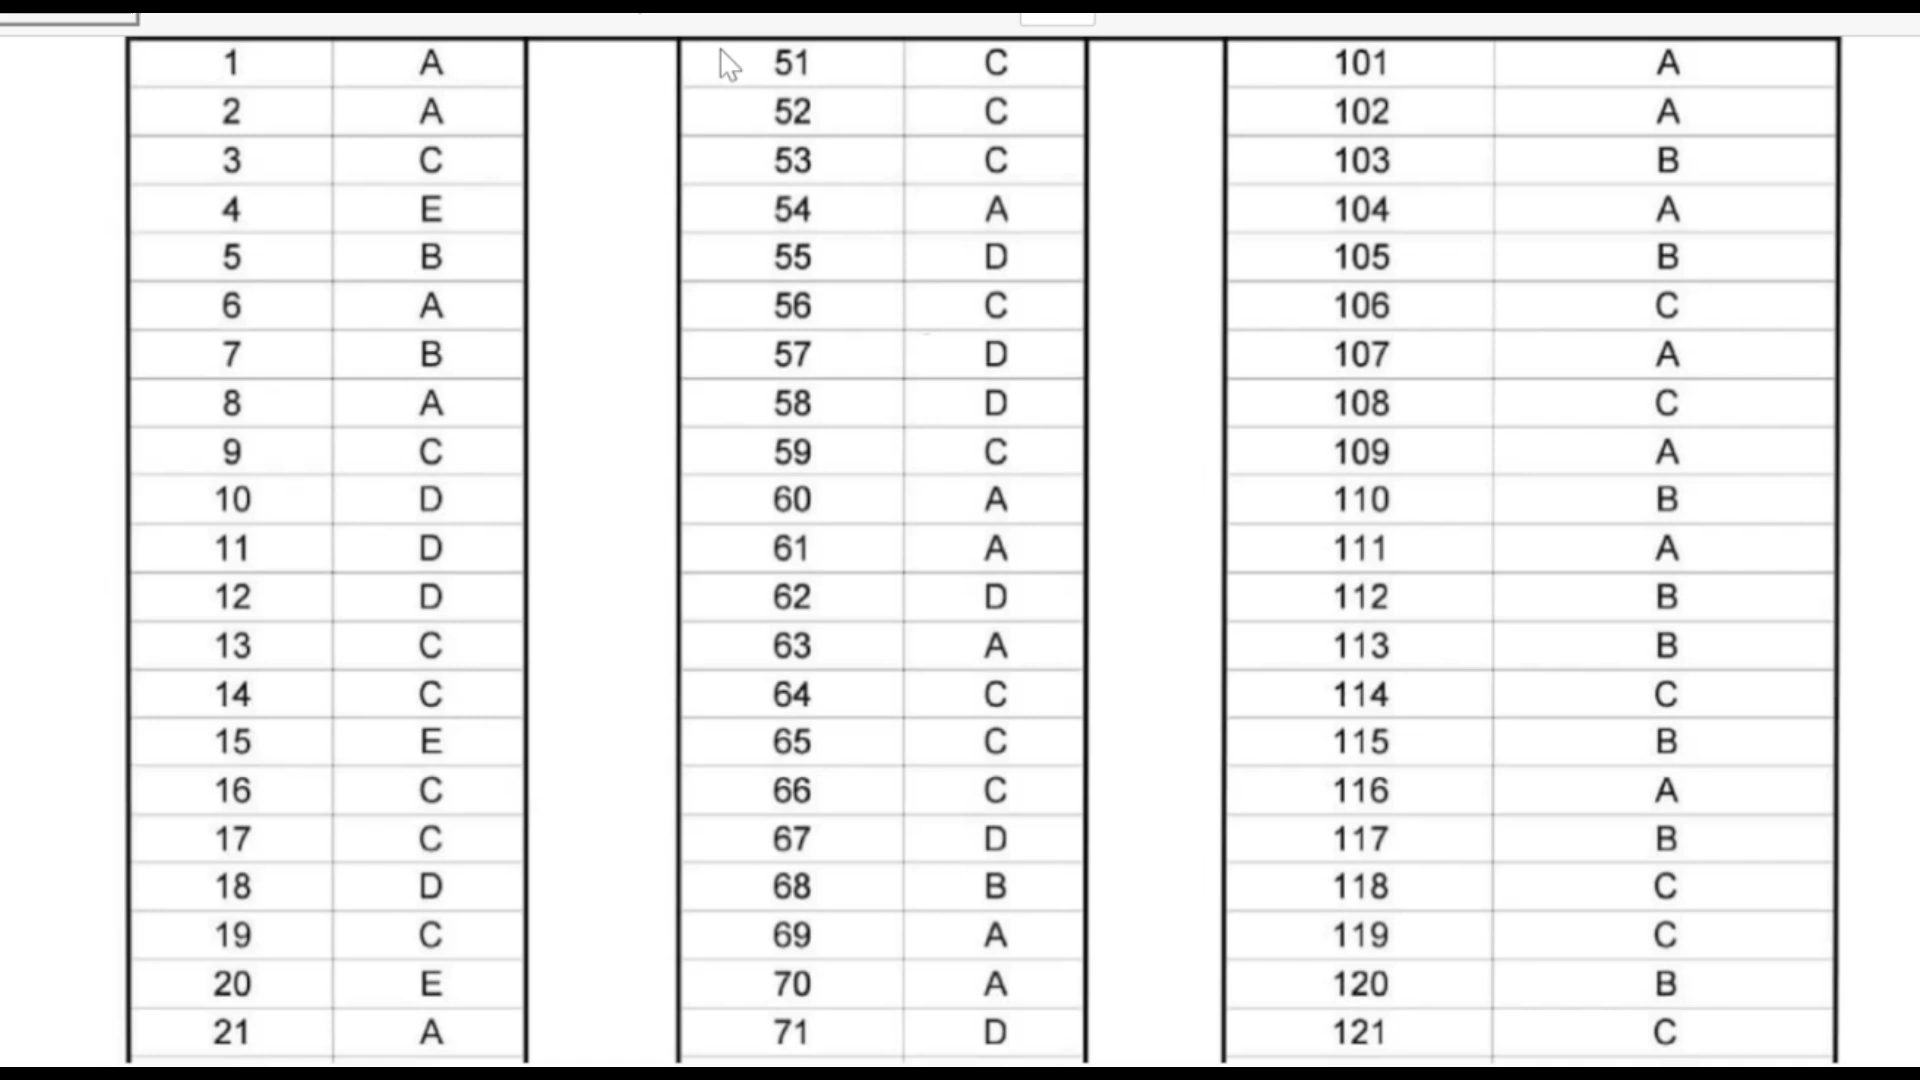 1 A 51 C 101 A
2 A 52 C 102 A
3 C 53 C 103 B
4 E 54 A 104 A
5 B 55 D 105 B
6 A 56 C 106 C
7 B 57 D 107 A
8 A 58 D 108 C
9 C 59 C 109 A
10 D 60 A 110 B
11 D 61 A 111 A
12 D 62 D 112 B
13 C 63 A 113 B
14 C 64 C 114 C
15 E 65 C 115 B
16 C 66 C 116 A
17 C 67 D 117 B
18 D 68 B 118 C
19 C 69 A 119 C
20 E 70 A 120 B
21 A 71 D 121 C